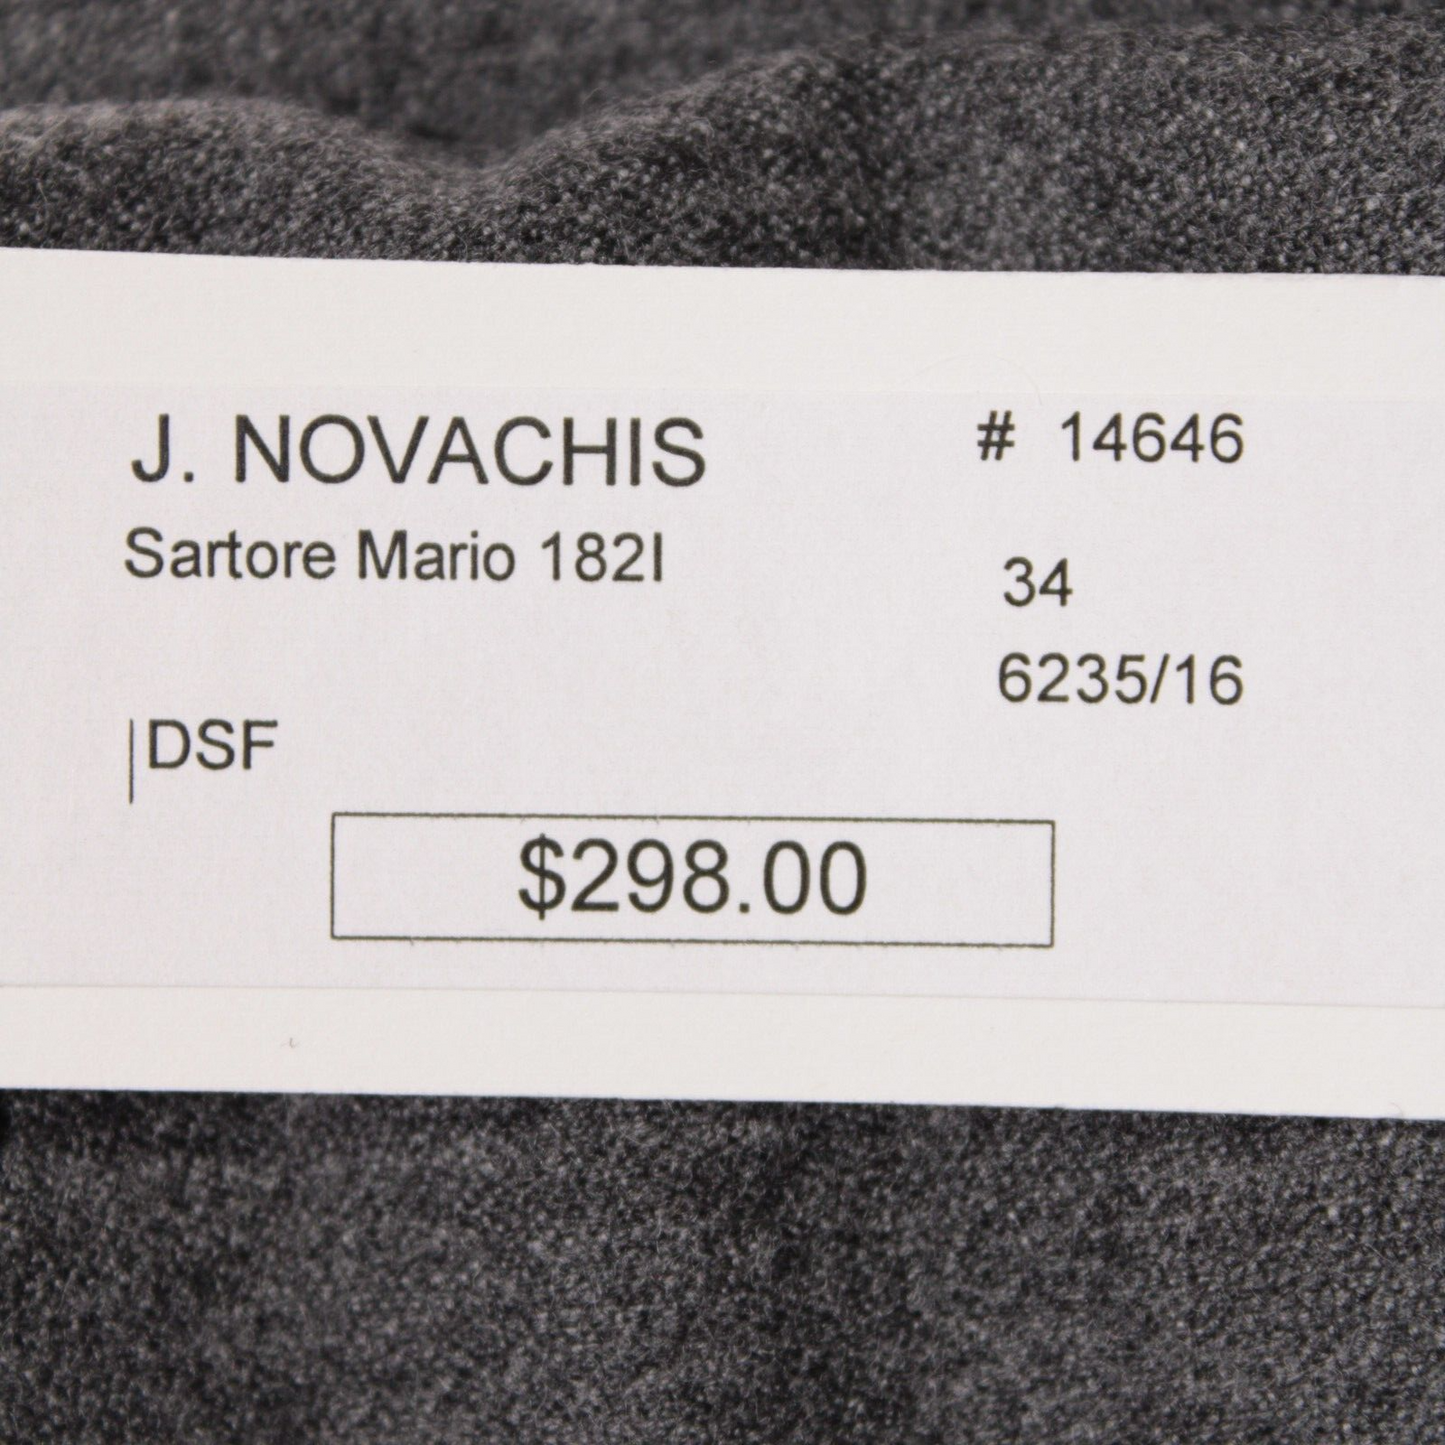 J. NOVACHIS # 14646
Sartore Mario 182I
34
6235/16
|DSF
$298.00